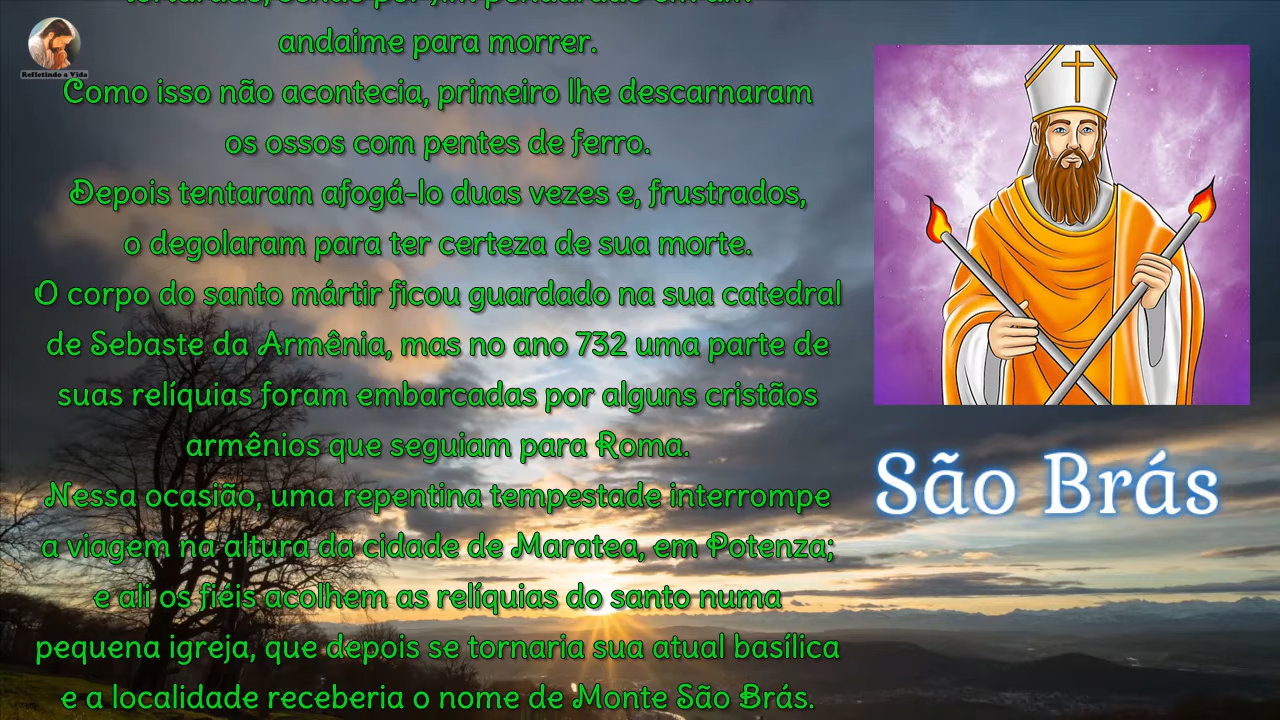 andaime para morrer.
Como isso não acontecia, primeiro lhe descarnaram
os ossos com pentes de ferro.
Depois tentaram afogá-lo duas vezes e, frustrados,
o degolaram para ter certeza de sua morte.
O corpo do santo mártir ficou guardado na sua catedral
de Sebaste da Armênia, mas no ano 732 uma parte de
suas relíquias foram embarcadas por alguns cristãos
armênios que seguiam para Roma.
Nessa ocasião, uma repentina tempestade interrompe
a viagem na altura da cidade de Maratea, em Potenza;
e ali os fiéis acolhem as relíquias do santo numa
pequena igreja, que depois se tornaria sua atual basílica
e a localidade receberia o nome de Monte São Brás.
Refletindo a Vida
São Brás